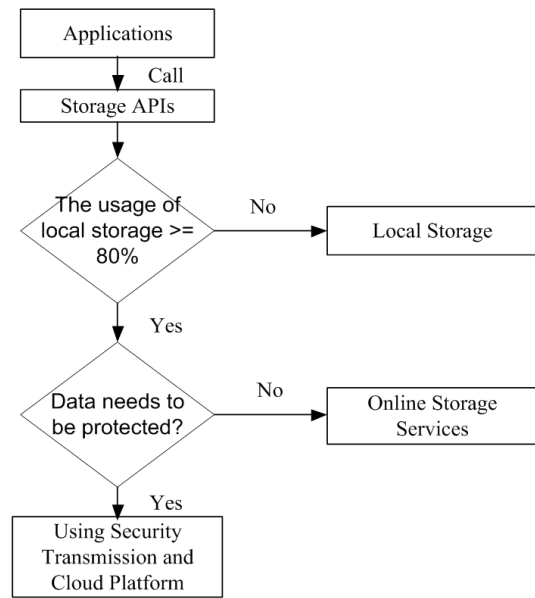 Applications
Call
Storage APIs
The usage of
local storage >=
80%
No
Local Storage
Yes
Data needs to
be protected?
No
Online Storage
Services
Yes
Using Security
Transmission and
Cloud Platform